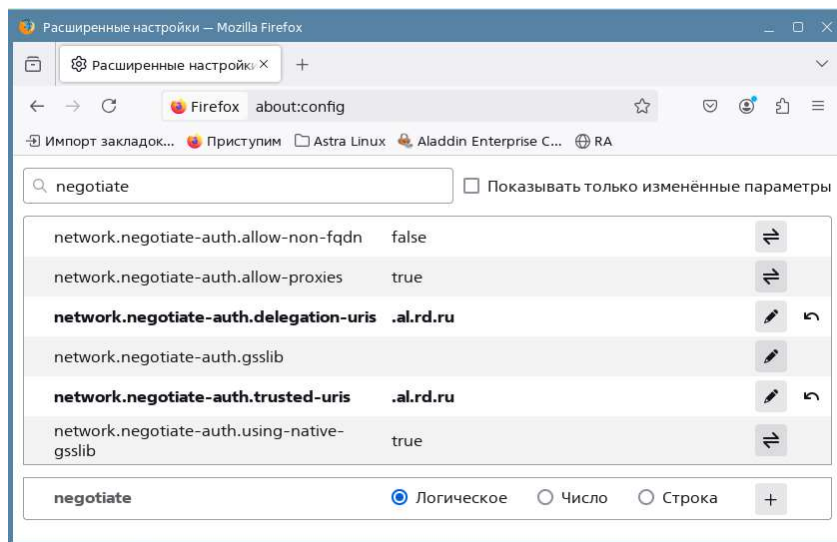 Расширенные настройки — Mozilla Firefox
Расширенные настройки
Firefox about:config
Импорт закладок... Приступим Astra Linux Aladdin Enterprise C... RA
negotiate Показывать только изменённые параметры
network.negotiate-auth.allow-non-fqdn false
network.negotiate-auth.allow-proxies true
network.negotiate-auth.delegation-uris .al.rd.ru
network.negotiate-auth.gsslib
network.negotiate-auth.trusted-uris .al.rd.ru
network.negotiate-auth.using-native-
gsslib true
negotiate Логическое Число Строка